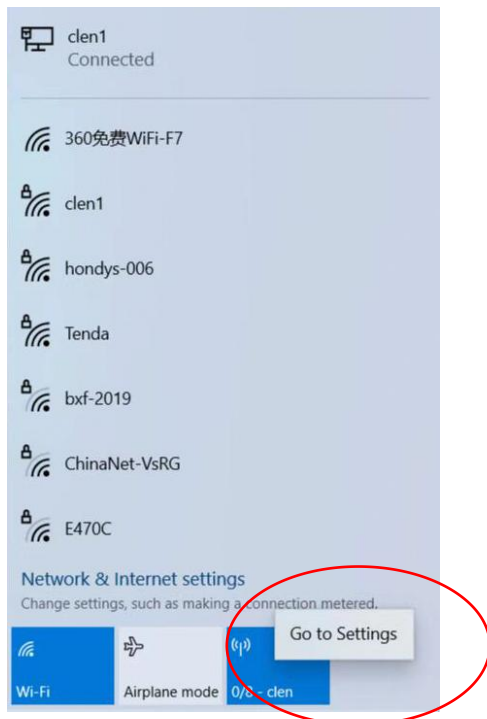 clen1
Connected
360免费WiFi-F7
clen1
hondys-006
Tenda
bxf-2019
ChinaNet-VsRG
E470C
Network & Internet settings
Change settings, such as making a connection metered.
Go to Settings
Wi-Fi
Airplane mode
0/8 - clen